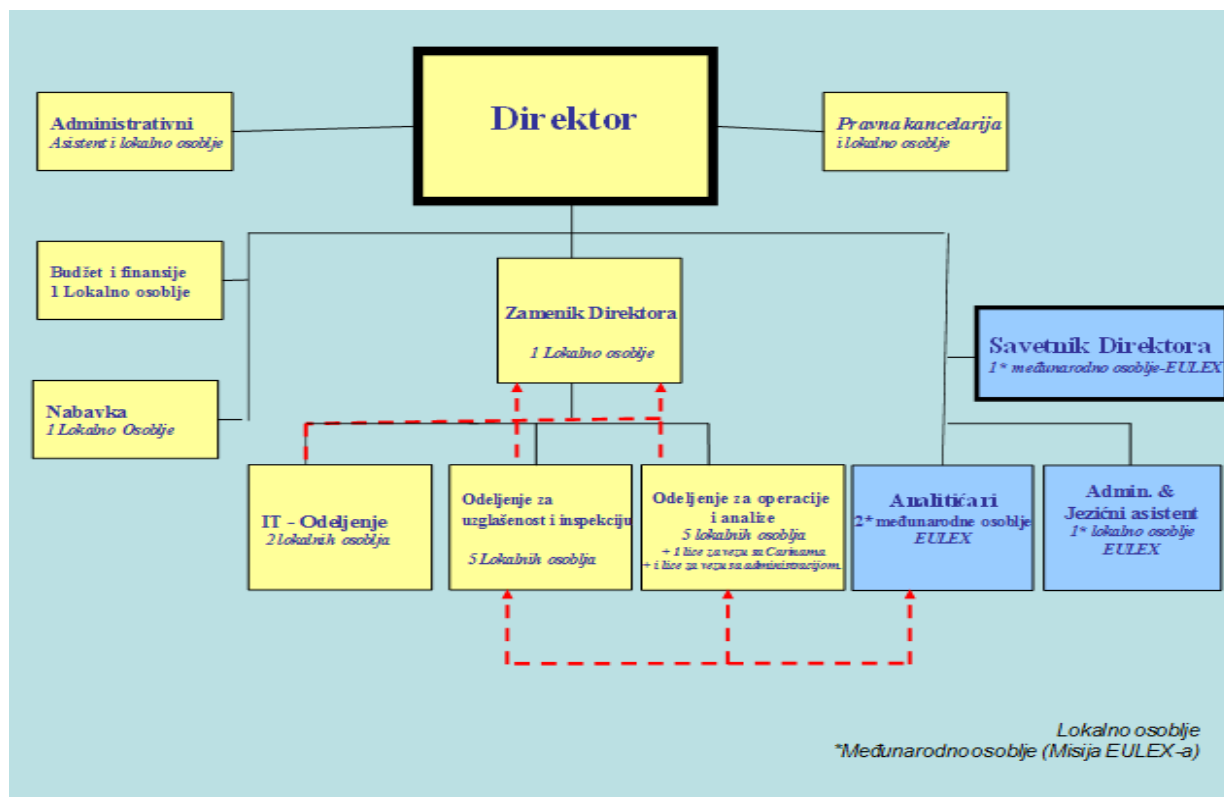 Direktor
Administrativni
Asistent i lokalno osoblje
Pravna kancelarija
i lokalno osoblje
Budžet i finansije
1 Lokalno osoblje
Zamenik Direktora
1 Lokalno osoblje
Savetnik Direktora
1* međunarodno osoblje-EULEX
Nabavka
1 Lokalno Osoblje
IT - Odeljenje
2 lokalnih osoblja
Odeljenje za
uzglašenost i inspekciju
5 Lokalnih osoblja
Odeljenje za operacije
i analize
5 lokalnih osoblja
+ 1 lice za vezu sa Carinama
+ i lice za vezu sa administracijom.
Analitićari
2* međunarodne osoblje
EULEX
Admin. &
Jezićni asistent
1* lokalno osoblje
EULEX
Lokalno osoblje
*Međunarodno osoblje (Misija EULEX-a)